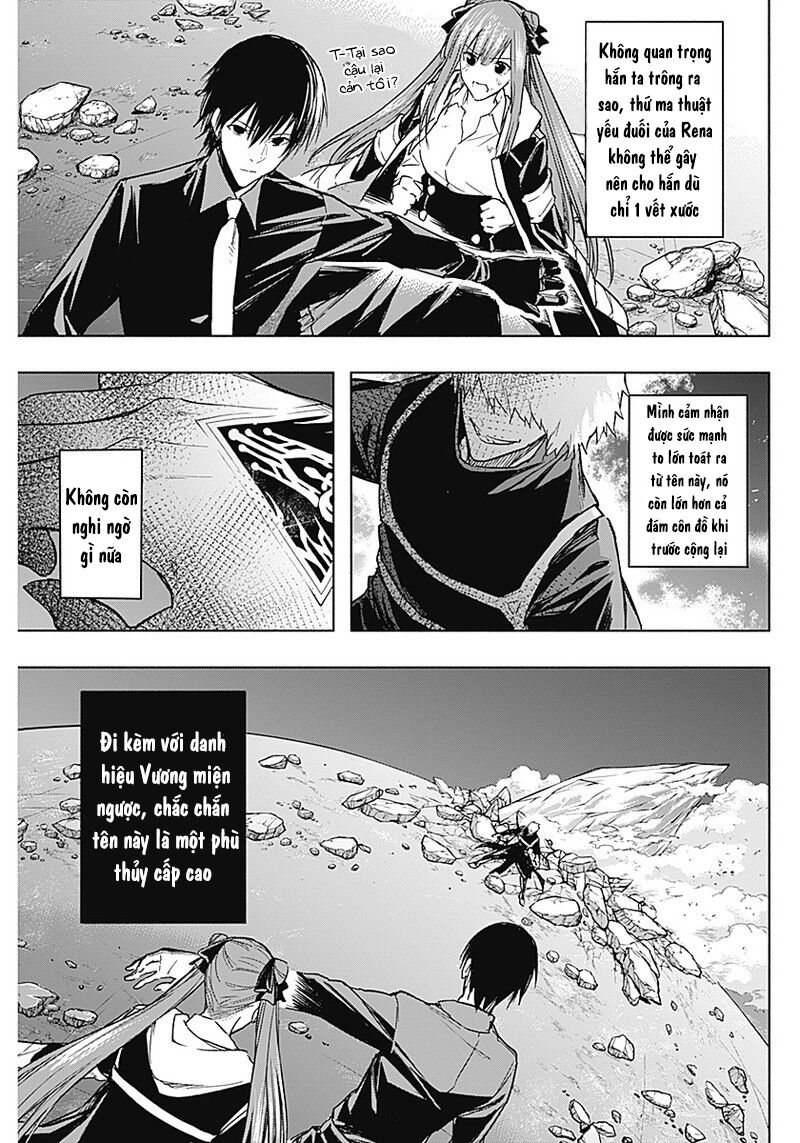 Không quan trọng
hắn ta trông ra
sao, thứ ma thuật
yếu đuối của Rena
không thể gây
nên cho hắn dù
chỉ 1 vết xước
T-Tại sao
cậu lại
cản tôi?
Mình cảm nhận
được sức mạnh
to lớn toát ra
từ tên này, nó
còn lớn hơn cả
đám côn đồ khi
trước cộng lại
Không còn
nghi ngờ
gì nữa
Đi kèm với danh
hiệu Vương miện
ngược, chắc chắn
tên này là một phù
thủy cấp cao